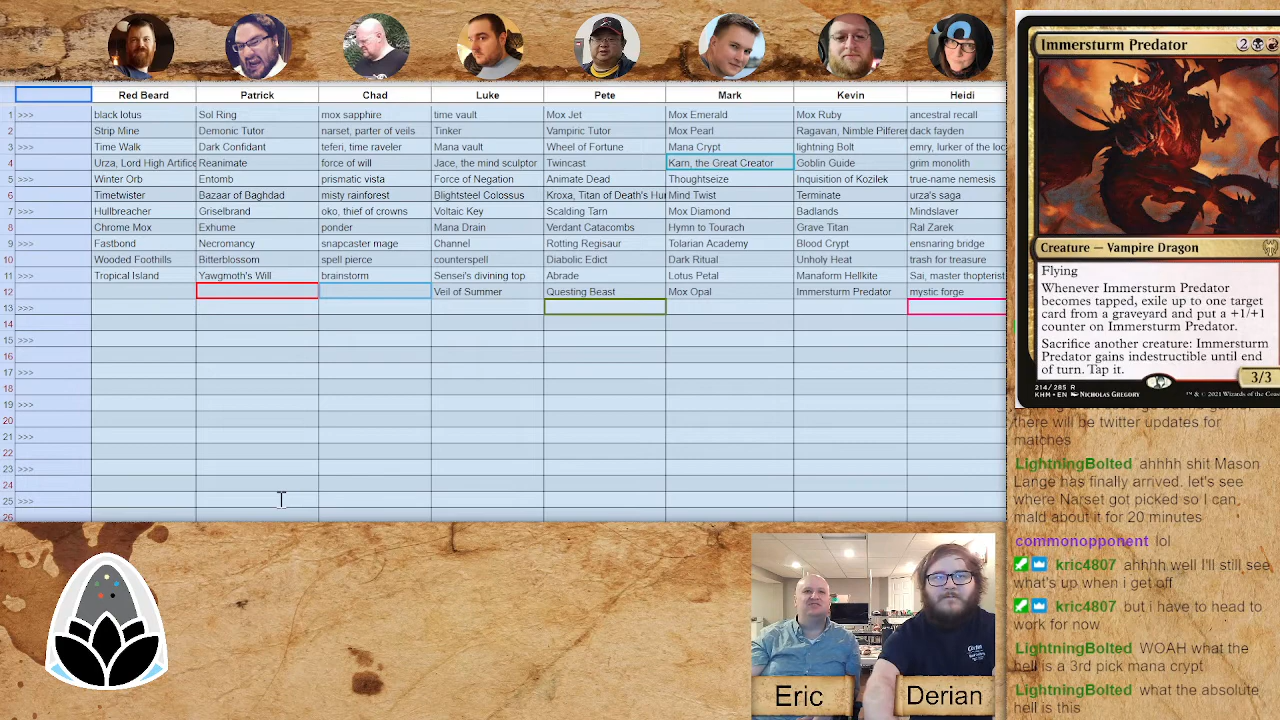 Red Beard Patrick Chad Luke Pete Mark Kevin Heidi
1 >>> black lotus Sol Ring mox sapphire time vault Mox Jet Mox Emerald Mox Ruby ancestral recall
2 Strip Mine Demonic Tutor narset, parter of veils Tinker Vampiric Tutor Mox Pearl Ragavan, Nimble Pilferer dack fayden
3 >>> Time Walk Dark Confidant teferi, time raveler Mana vault Wheel of Fortune Mana Crypt lightning Bolt emry, lurker of the loc
4 Urza, Lord High Artifice Reanimate force of will Jace, the mind sculptor Twincast Karn, the Great Creator Goblin Guide grim monolith
5 >>> Winter Orb Entomb prismatic vista Force of Negation Animate Dead Thoughtseize Inquisition of Kozilek true-name nemesis
6 Timetwister Bazaar of Baghdad misty rainforest Blightsteel Colossus Kroxa, Titan of Death's Hun Mind Twist Terminate urza's saga
7 >>> Hullbreacher Griselbrand oko, thief of crowns Voltaic Key Scalding Tarn Mox Diamond Badlands Mindslaver
8 Chrome Mox Exhume ponder Mana Drain Verdant Catacombs Hymn to Tourach Grave Titan Ral Zarek
9 >>> Fastbond Necromancy snapcaster mage Channel Rotting Regisaur Tolarian Academy Blood Crypt ensnaring bridge
10 Wooded Foothills Bitterblossom spell pierce counterspell Diabolic Edict Dark Ritual Unholy Heat trash for treasure
11 >>> Tropical Island Yawgmoth's Will brainstorm Sensei's divining top Abrade Lotus Petal Manaform Hellkite Sai, master thopterist
12 Veil of Summer Questing Beast Mox Opal Immersturm Predator mystic forge
13 >>>
14
15 >>>
16
17 >>>
18
19 >>>
20
21 >>>
23 >>>
24
25 >>>
26
Immersturm Predator 2
Creature — Vampire Dragon
Flying
Whenever Immersturm Predator
becomes tapped, exile up to one target
card from a graveyard and put a +1/+1
counter on Immersturm Predator.
Sacrifice another creature: Immersturm
Predator gains indestructible until end
of turn. Tap it.
3/3
214/285 R
KHM • EN NICHOLAS GREGORY ™ & © 2021 Wizards of the Coas
there will be twitter updates for
matches
LightningBolted ahhhh shit Mason
Lange has finally arrived. let's see
where Narset got picked so I can
mald about it for 20 minutes
commonopponent lol
kric4807 ahhhh well I'll still see
what's up when i get off
kric4807 but i have to head to
work for now
LightningBolted WOAH what the
hell is a 3rd pick mana crypt
LightningBolted what the absolute
hell is this
Eric Derian